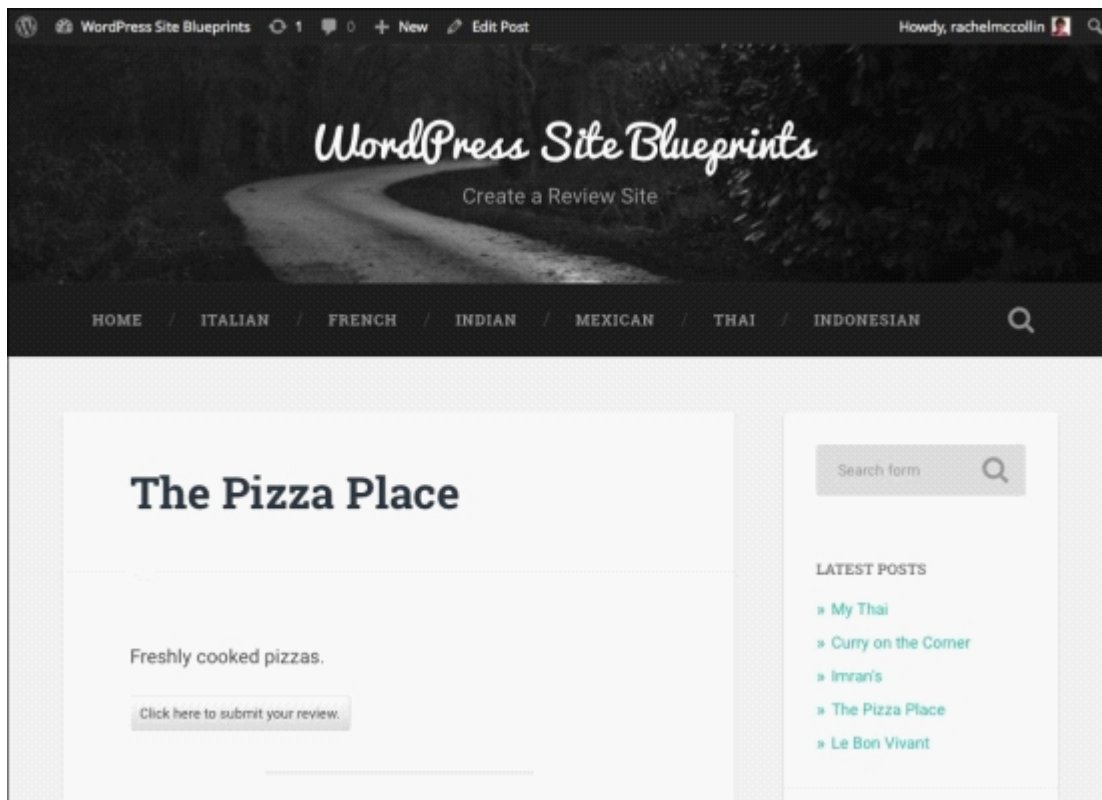 WordPress Site Blueprints 1 0 + New Edit Post Howdy, rachelmccollin
WordPress Site Blueprints
Create a Review Site
HOME / ITALIAN / FRENCH / INDIAN / MEXICAN / THAI / INDONESIAN
The Pizza Place
Freshly cooked pizzas.
Click here to submit your review.
Search form
LATEST POSTS
» My Thai
» Curry on the Corner
» Imran's
» The Pizza Place
» Le Bon Vivant